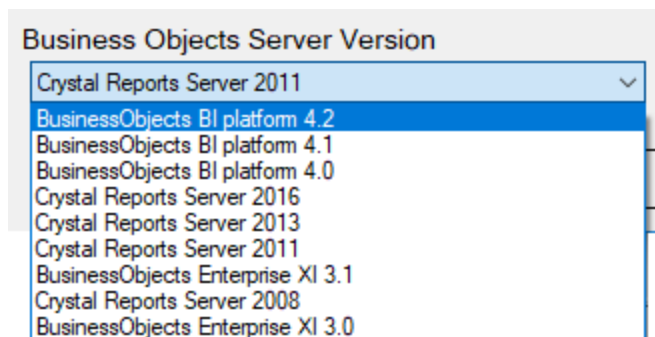 Business Objects Server Version
Crystal Reports Server 2011
BusinessObjects BI platform 4.2
BusinessObjects BI platform 4.1
BusinessObjects BI platform 4.0
Crystal Reports Server 2016
Crystal Reports Server 2013
Crystal Reports Server 2011
BusinessObjects Enterprise XI 3.1
Crystal Reports Server 2008
BusinessObjects Enterprise XI 3.0